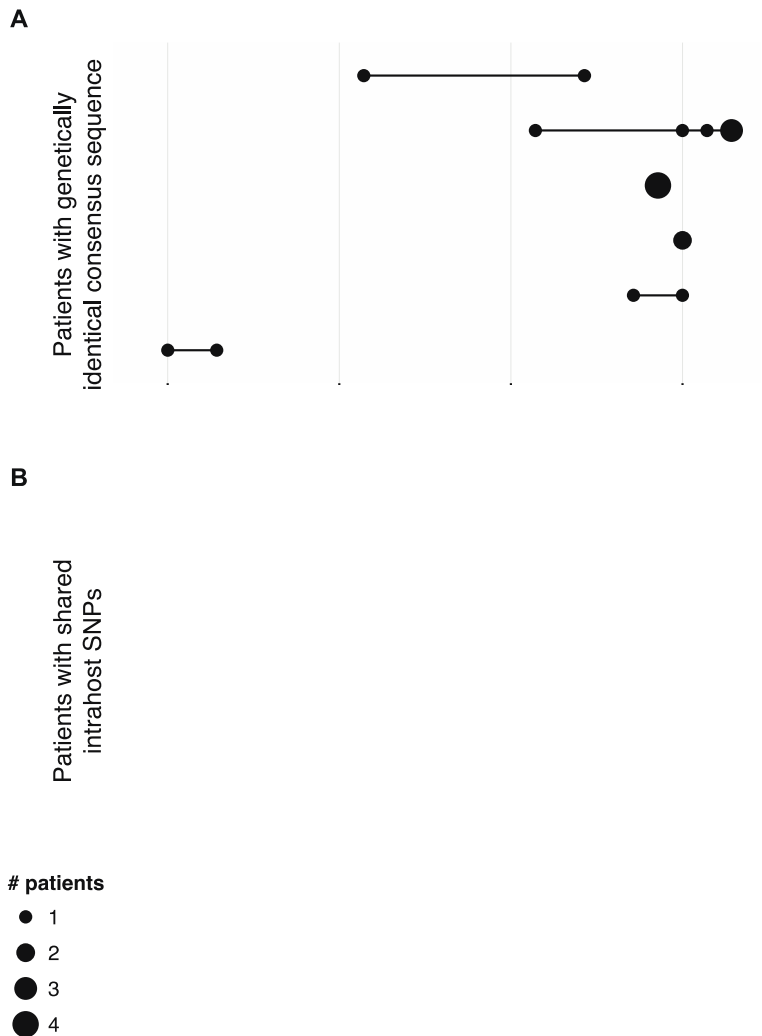 A
Patients with genetically
identical consensus sequence
B
Patients with shared
intrahost SNPs
# patients
1
2
3
4